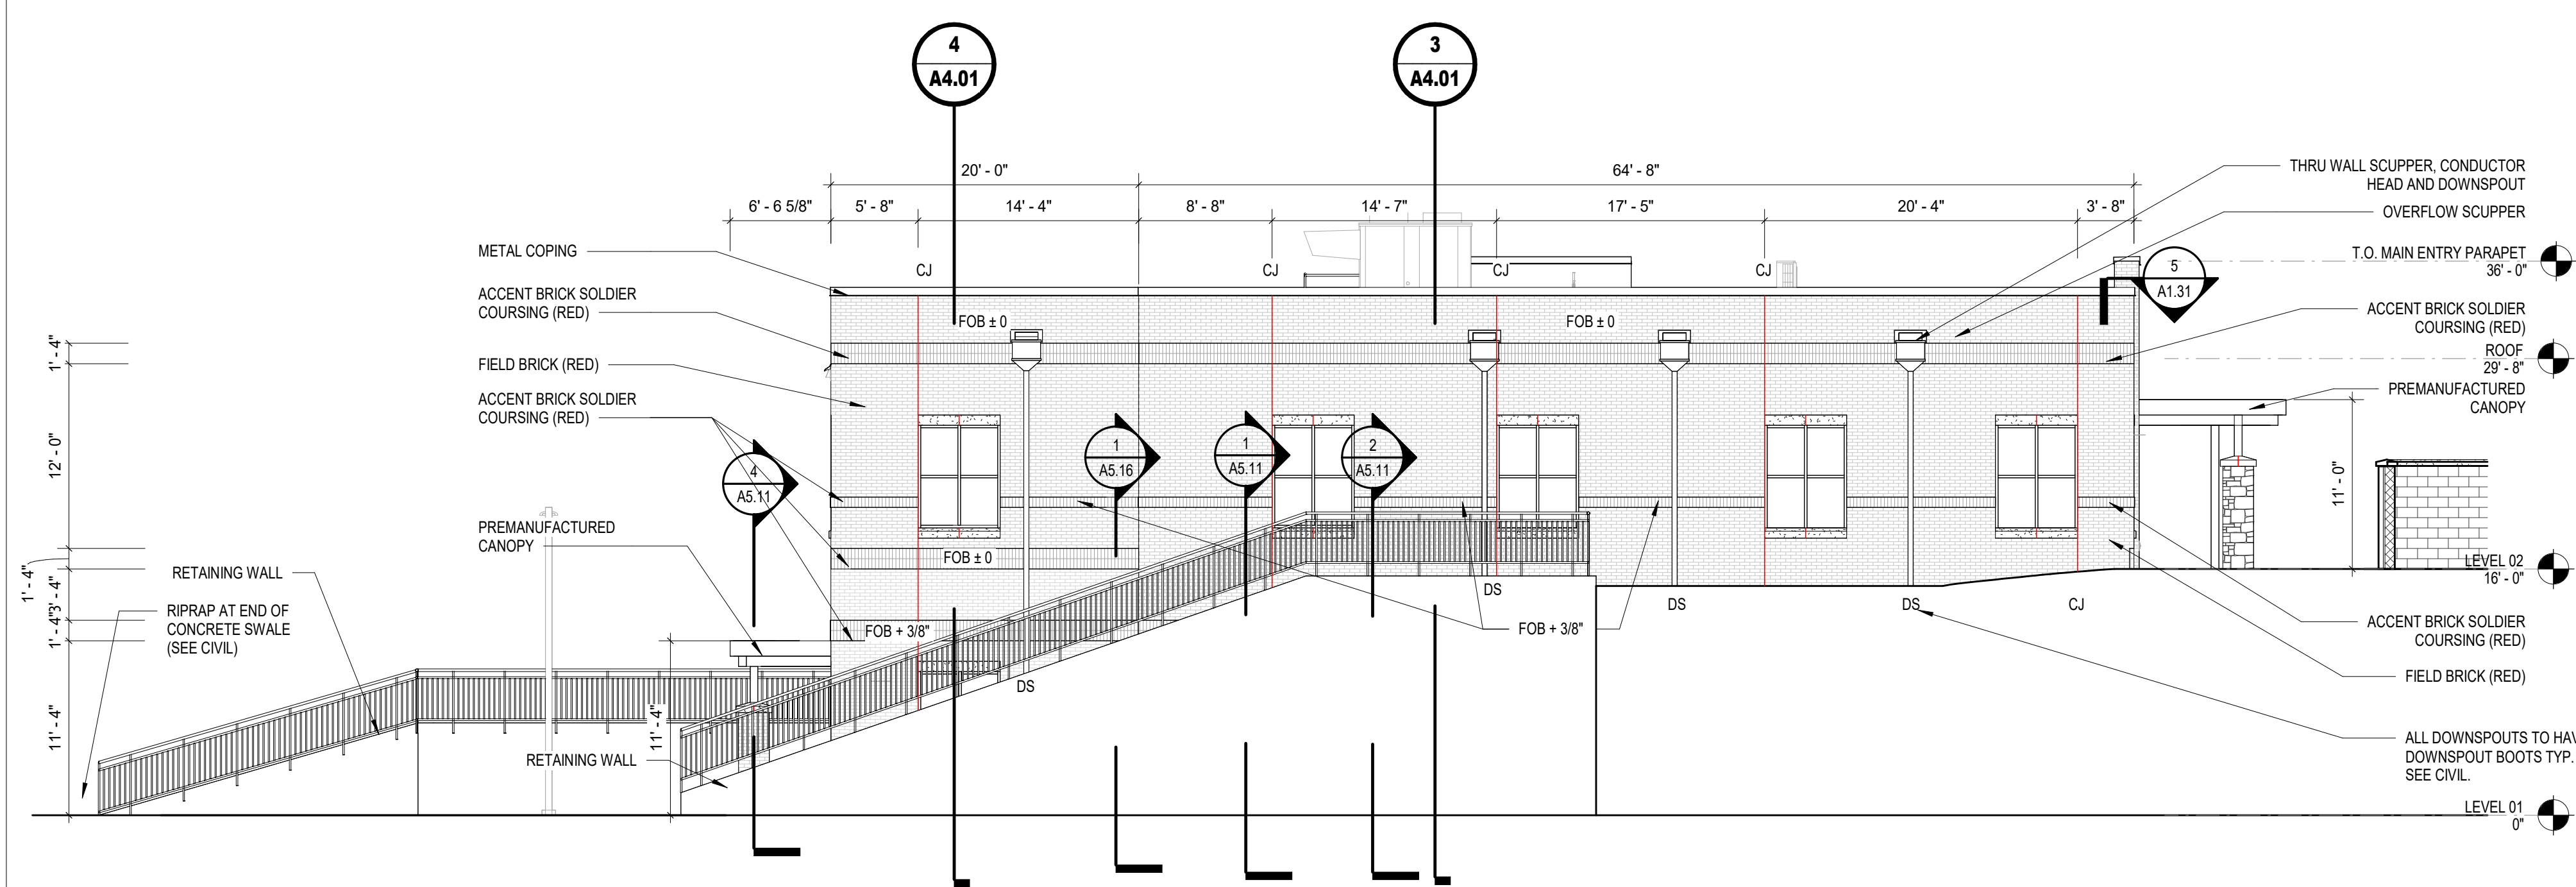 4
A4.01
3
A4.01
20' - 0"
64' - 8"
6' - 6 5/8"
5' - 8"
14' - 4"
8' - 8"
14' - 7"
17' - 5"
20' - 4"
3' - 8"
THRU WALL SCUPPER, CONDUCTOR
HEAD AND DOWNSPOUT
OVERFLOW SCUPPER
METAL COPING
CJ
CJ
CJ
CJ
T.O. MAIN ENTRY PARAPET
36' - 0"
5
A1.31
ACCENT BRICK SOLDIER
COURSING (RED)
FOB ± 0
FOB ± 0
ACCENT BRICK SOLDIER
COURSING (RED)
1' - 4"
ROOF
29' - 8"
FIELD BRICK (RED)
PREMANUFACTURED
CANOPY
ACCENT BRICK SOLDIER
COURSING (RED)
12' - 0"
4
A5.11
1
A5.16
1
A5.11
2
A5.11
11' - 0"
PREMANUFACTURED
CANOPY
FOB ± 0
LEVEL 02
16' - 0"
1' - 4"
3' - 4"
1' - 4"
RETAINING WALL
RIPRAP AT END OF
CONCRETE SWALE
(SEE CIVIL)
DS
DS
DS
CJ
FOB + 3/8"
FOB + 3/8"
ACCENT BRICK SOLDIER
COURSING (RED)
FIELD BRICK (RED)
DS
11' - 4"
11' - 4"
RETAINING WALL
ALL DOWNSPOUTS TO HAV
DOWNSPOUT BOOTS TYP.
SEE CIVIL.
LEVEL 01
0"